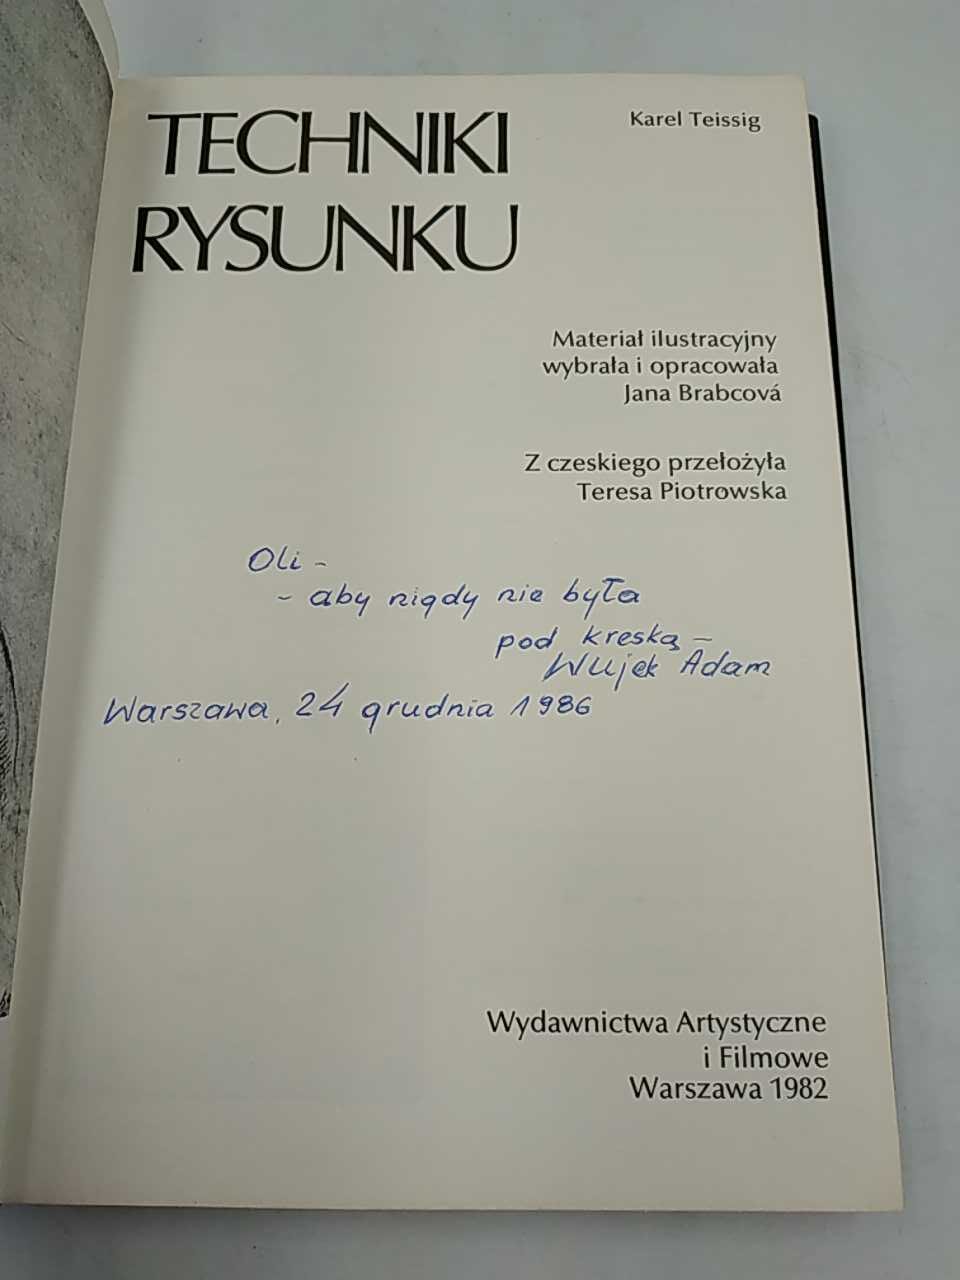 TECHNIKI
RYSUNKU
Karel Teissig
Materiał ilustracyjny
wybrała i opracowała
Jana Brabcová
Z czeskiego przełożyła
Teresa Piotrowska
Oli -
- aby nigdy nie była
pod kreską -
Wujek Adam
Warszawa, 24 grudnia 1986
Wydawnictwa Artystyczne
i Filmowe
Warszawa 1982